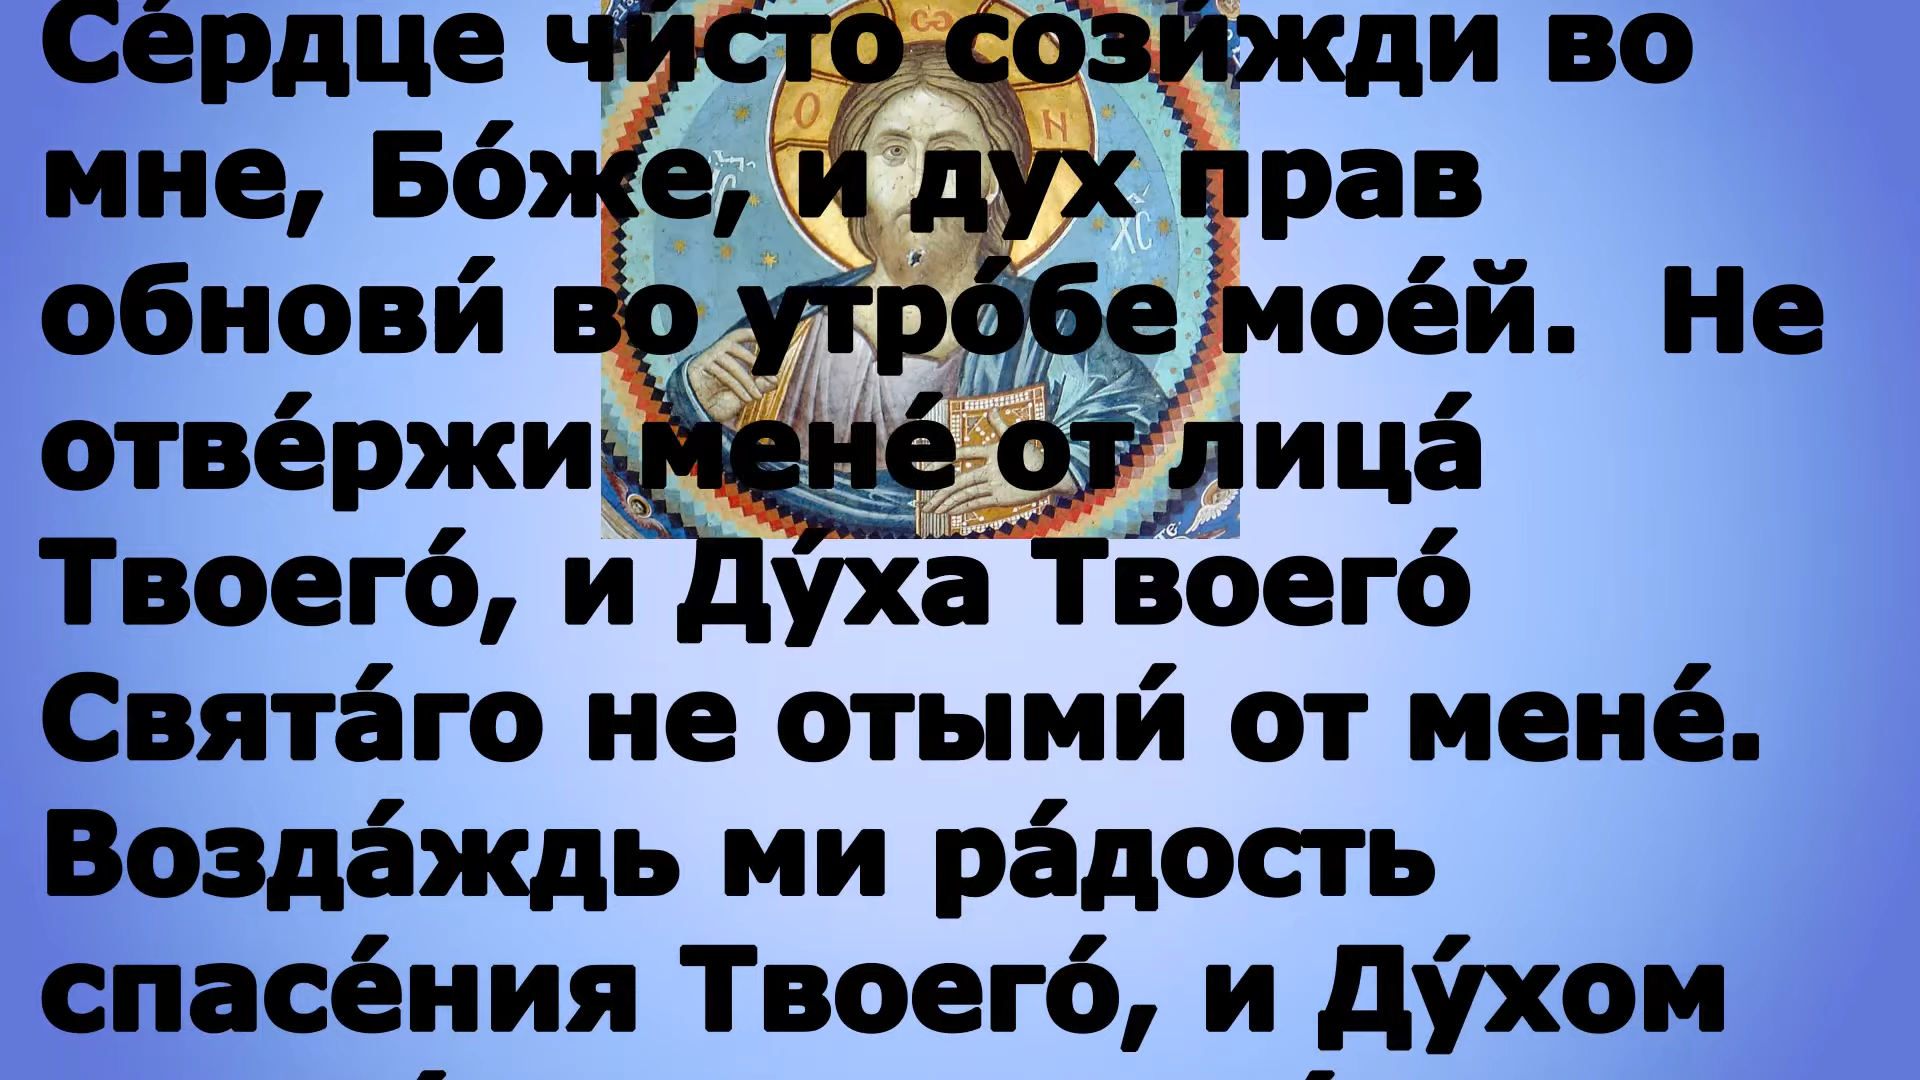 Се́рдце чи́сто сози́жди во
мне, Бо́же, и дух прав
обнови́ во утро́бе мое́й.  Не
отве́ржи мене́ от лица́
Твоего́, и Ду́ха Твоего́
Свята́го не отыми́ от мене́.
Возда́ждь ми ра́дость
спасе́ния Твоего́, и Ду́хом
О
Н
ХС